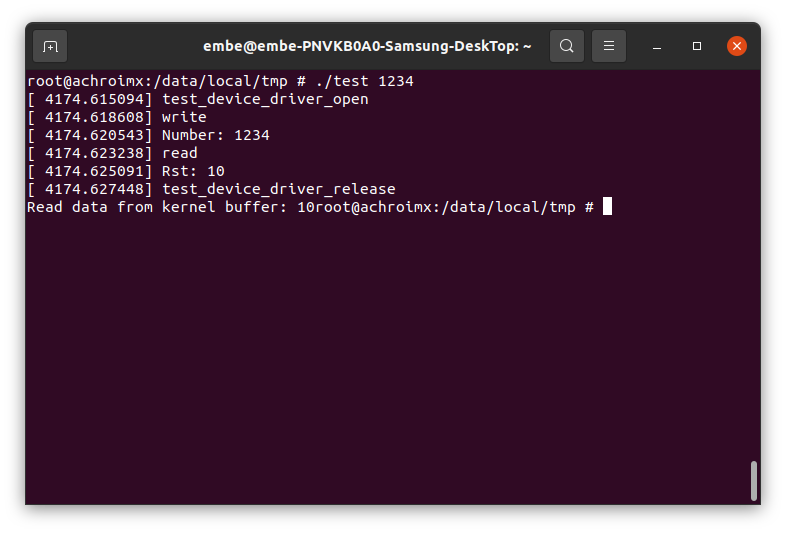 embe@embe-PNVKB0A0-Samsung-DeskTop: ~
root@achroimx:/data/local/tmp # ./test 1234
[ 4174.615094] test_device_driver_open
[ 4174.618608] write
[ 4174.620543] Number: 1234
[ 4174.623238] read
[ 4174.625091] Rst: 10
[ 4174.627448] test_device_driver_release
Read data from kernel buffer: 10root@achroimx:/data/local/tmp #